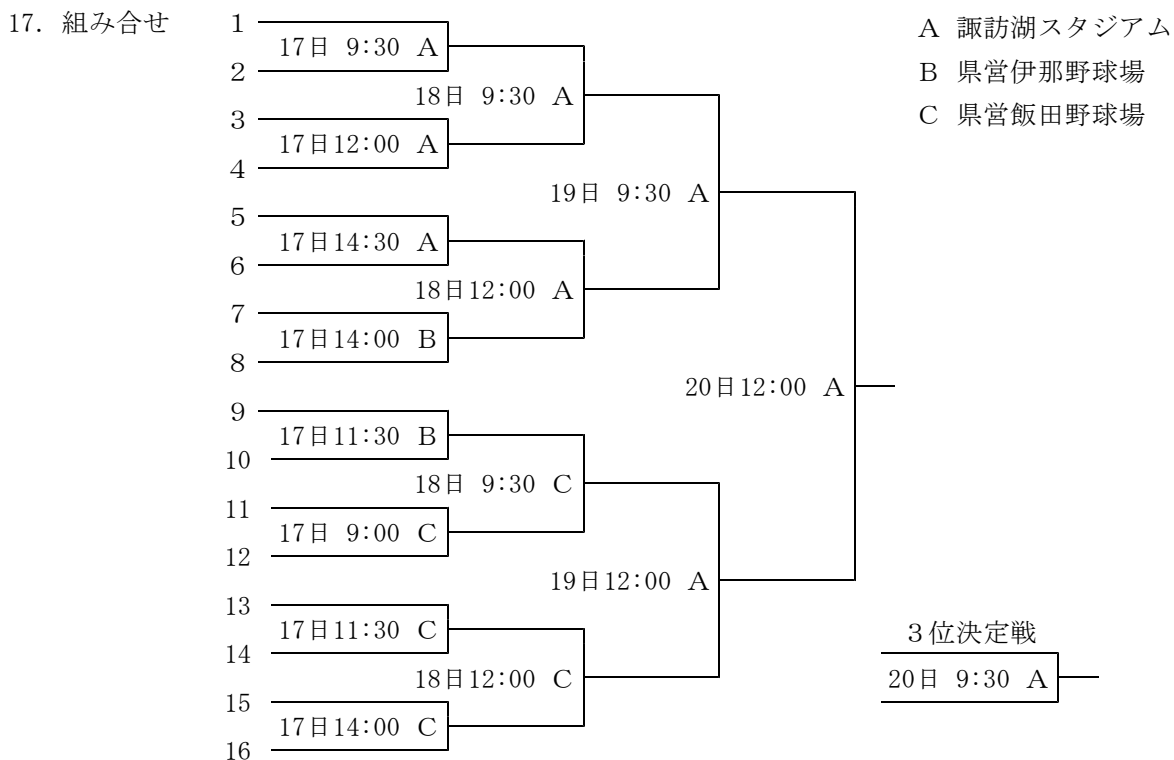 17. 組み合せ
1
17日 9:30 A
2
18日 9:30 A
3
17日12:00 A
4
19日 9:30 A
5
17日14:30 A
6
18日12:00 A
7
17日14:00 B
8
20日12:00 A
9
17日11:30 B
10
18日 9:30 C
11
17日 9:00 C
12
19日12:00 A
13
17日11:30 C
14
18日12:00 C
15
17日14:00 C
16
A 諏訪湖スタジアム
B 県営伊那野球場
C 県営飯田野球場
３位決定戦
20日 9:30 A